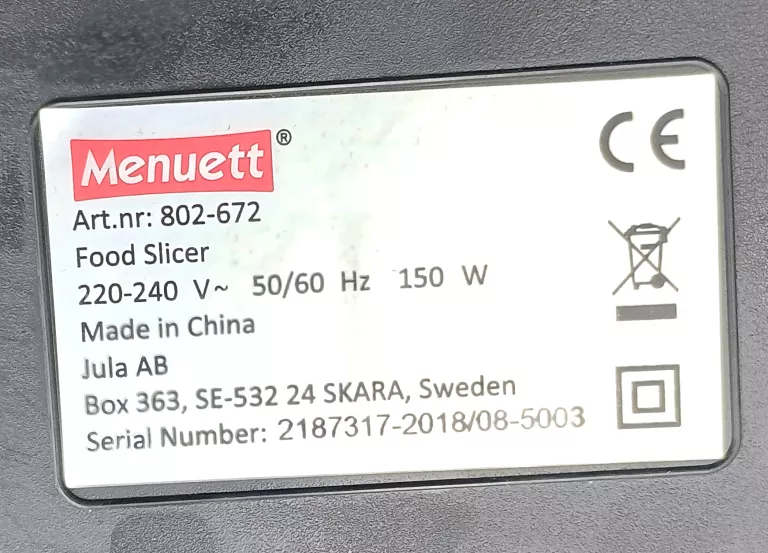 Menuett®
CE
Art.nr: 802-672
Food Slicer
220-240 V~ 50/60 Hz 150 W
Made in China
Jula AB
Box 363, SE-532 24 SKARA, Sweden
Serial Number: 2187317-2018/08-5003